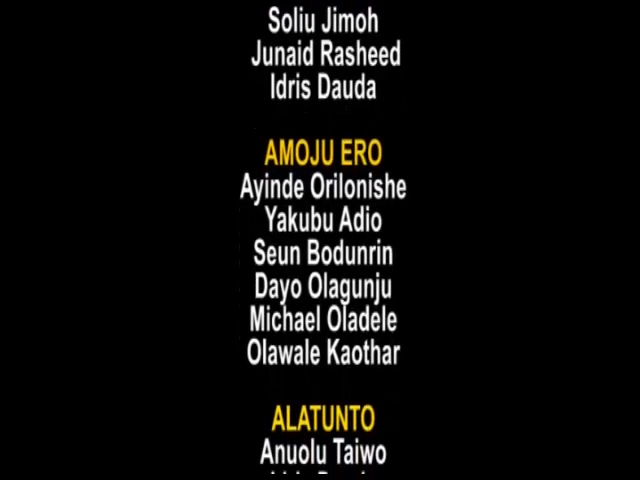 Soliu Jimoh
Junaid Rasheed
Idris Dauda
AMOJU ERO
Ayinde Orilonishe
Yakubu Adio
Seun Bodunrin
Dayo Olagunju
Michael Oladele
Olawale Kaothar
ALATUNTO
Anuolu Taiwo